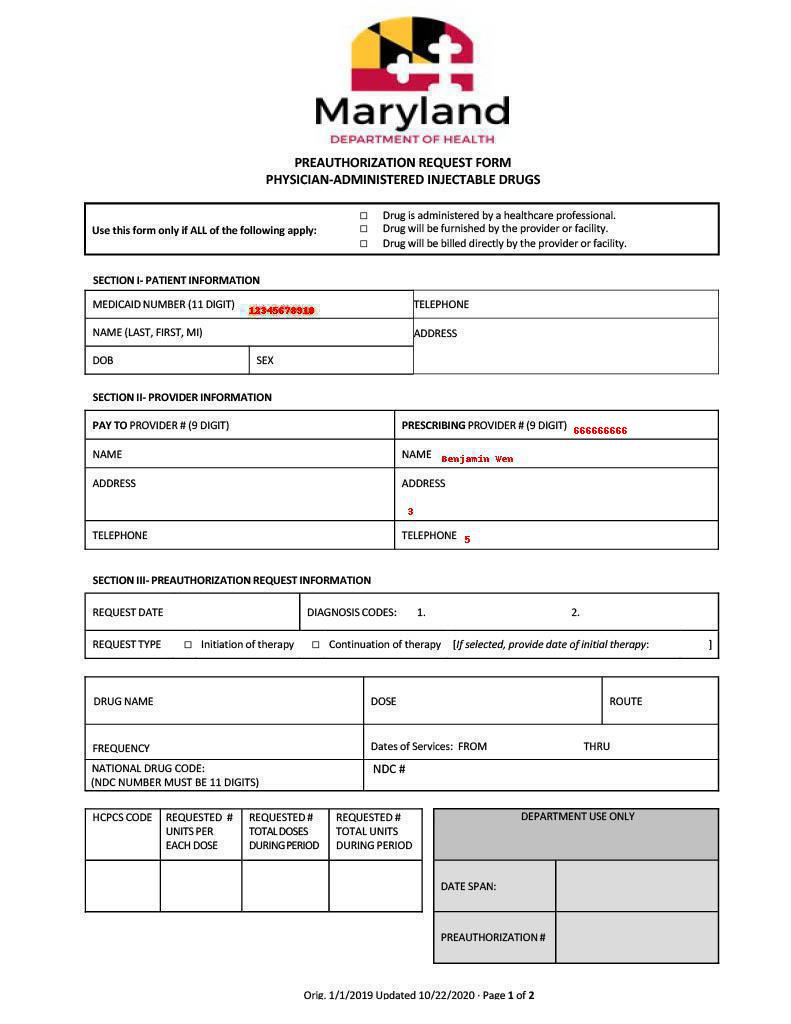 Maryland
DEPARTMENT OF HEALTH
PREAUTHORIZATION REQUEST FORM
PHYSICIAN-ADMINISTERED INJECTABLE DRUGS
Use this form only if ALL of the following apply:
☐ Drug is administered by a healthcare professional.
☐ Drug will be furnished by the provider or facility.
☐ Drug will be billed directly by the provider or facility.
SECTION I- PATIENT INFORMATION
MEDICAID NUMBER (11 DIGIT) 12345678910
TELEPHONE
NAME (LAST, FIRST, MI)
ADDRESS
DOB SEX
SECTION II- PROVIDER INFORMATION
PAY TO PROVIDER # (9 DIGIT) PRESCRIBING PROVIDER # (9 DIGIT) 666666666
NAME NAME Benjamin Wen
ADDRESS ADDRESS
3
TELEPHONE TELEPHONE 5
SECTION III- PREAUTHORIZATION REQUEST INFORMATION
REQUEST DATE DIAGNOSIS CODES: 1. 2.
REQUEST TYPE ☐ Initiation of therapy ☐ Continuation of therapy [If selected, provide date of initial therapy: ]
DRUG NAME DOSE ROUTE
FREQUENCY Dates of Services: FROM THRU
NATIONAL DRUG CODE: NDC #
(NDC NUMBER MUST BE 11 DIGITS)
HCPCS CODE
REQUESTED #
UNITS PER
EACH DOSE
REQUESTED #
TOTAL DOSES
DURING PERIOD
REQUESTED #
TOTAL UNITS
DURING PERIOD
DEPARTMENT USE ONLY
DATE SPAN:
PREAUTHORIZATION #
Orig. 1/1/2019 Updated 10/22/2020 · Page 1 of 2